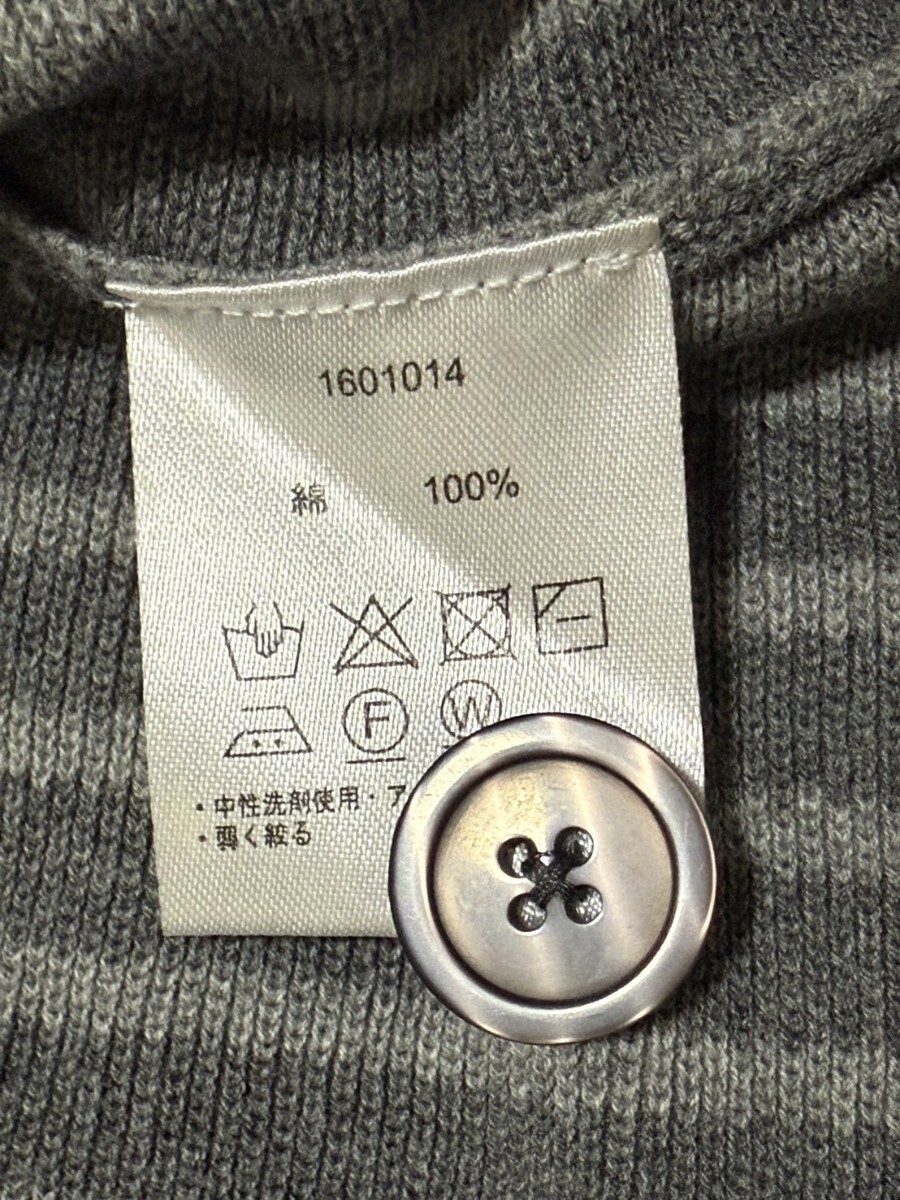 1601014
綿 100%
F W
・中性洗剤使用・ア
・弱く絞る